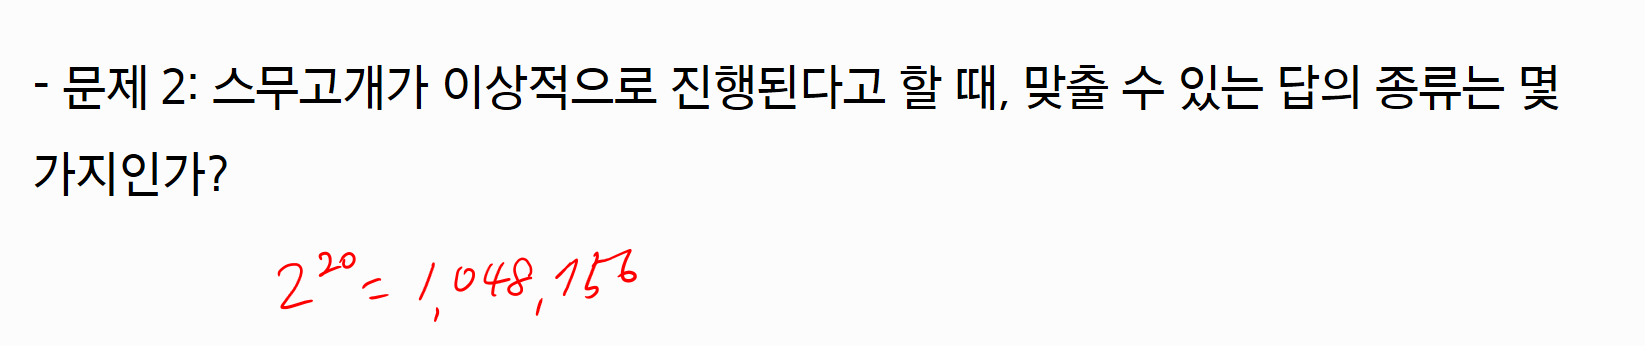 - 문제 2: 스무고개가 이상적으로 진행된다고 할 때, 맞출 수 있는 답의 종류는 몇
가지인가?
2²⁰ = 1,048,756